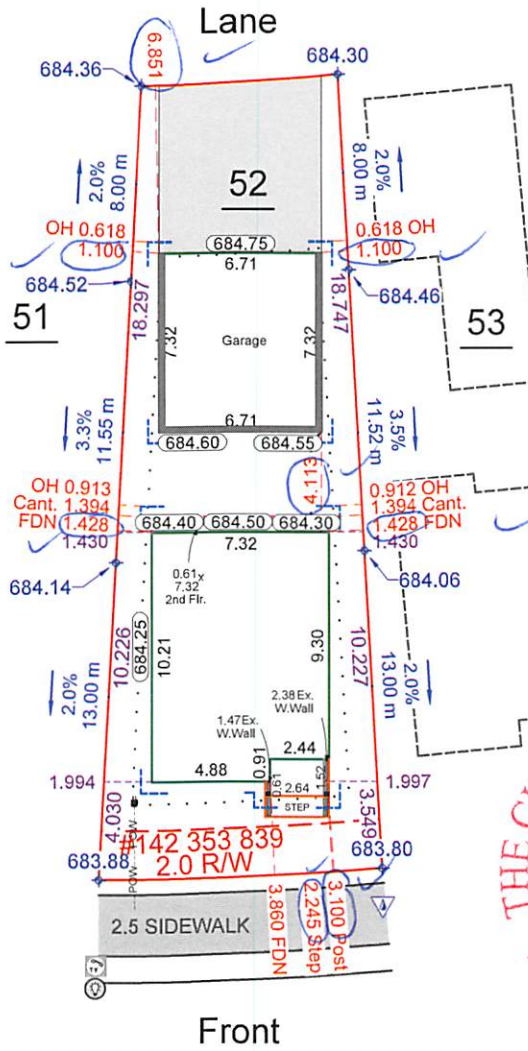 Lane
6.851
684.36
684.30
2.0%
8.00 m
2.0%
8.00 m
52
OH 0.618
0.618 OH
1.100
684.75
1.100
6.71
684.52
684.46
51
53
18.297
18.747
7.32
Garage
7.32
3.3%
11.55 m
3.5%
11.52 m
6.71
684.60
684.55
4.113
OH 0.913
0.912 OH
Cant. 1.394
1.394 Cant.
FDN 1.428
684.40
684.50
684.30
1.428 FDN
1.430
7.32
1.430
684.14
684.06
0.61 x
7.32
2nd Flr.
684.25
10.226
10.21
9.30
10.227
2.0%
13.00 m
13.00 m
2.0%
2.38 Ex.
W.Wall
1.47 Ex.
W.Wall
2.44
4.88
0.91
0.61
1.52
1.994
2.64
1.997
STEP
4.030
3.549
POW
#142 353 839
2.0 R/W
683.88
683.80
POW
2.5 SIDEWALK
3.860 FDN
2.245 Step
3.100 Post
Front